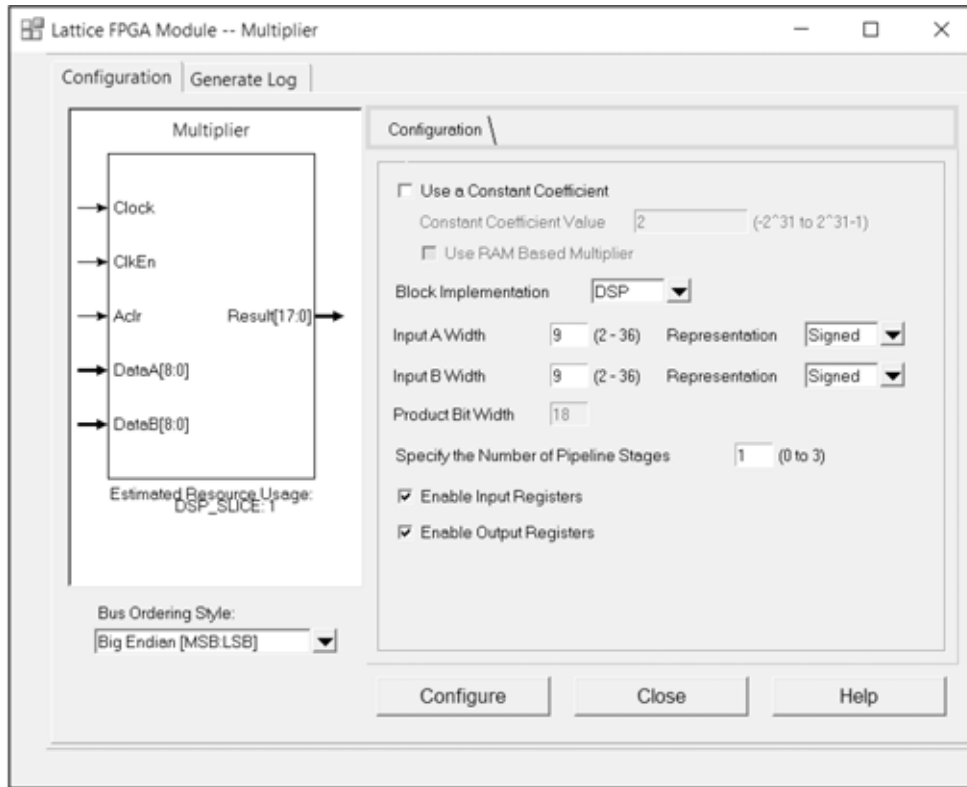 Lattice FPGA Module -- Multiplier
Configuration
Generate Log
Multiplier
Clock
ClkEn
Aclr
Result[17:0]
DataA[8:0]
DataB[8:0]
Estimated Resource Usage:
DSP_SLICE: 1
Bus Ordering Style:
Big Endian [MSB:LSB]
Configuration
Use a Constant Coefficient
Constant Coefficient Value 2 (-2^31 to 2^31-1)
Use RAM Based Multiplier
Block Implementation DSP
Input A Width 9 (2 - 36) Representation Signed
Input B Width 9 (2 - 36) Representation Signed
Product Bit Width 18
Specify the Number of Pipeline Stages 1 (0 to 3)
Enable Input Registers
Enable Output Registers
Configure Close Help